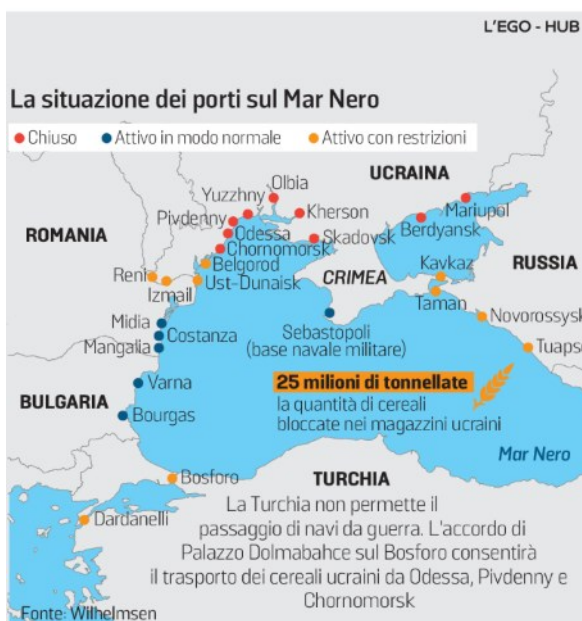 L'EGO - HUB
La situazione dei porti sul Mar Nero
Chiuso
Attivo in modo normale
Attivo con restrizioni
Olbia
UCRAINA
Yuzzhny
Pivdenny
Kherson
Mariupol
Berdyansk
ROMANIA
Odessa
Skadovsk
Chornomorsk
Belgorod
Kavkaz
RUSSIA
Reni
CRIMEA
Ust-Dunaisk
Izmail
Taman
Midia
Novorossysk
Costanza
Sebastopoli
(base navale militare)
Mangalia
Tuapse
Varna
25 milioni di tonnellate
la quantità di cereali
bloccate nei magazzini ucraini
BULGARIA
Bourgas
Mar Nero
Bosforo
TURCHIA
Dardanelli
La Turchia non permette il
passaggio di navi da guerra. L'accordo di
Palazzo Dolmabahce sul Bosforo consentirà
il trasporto dei cereali ucraini da Odessa, Pivdenny e
Chornomorsk
Fonte: Wilhelmsen